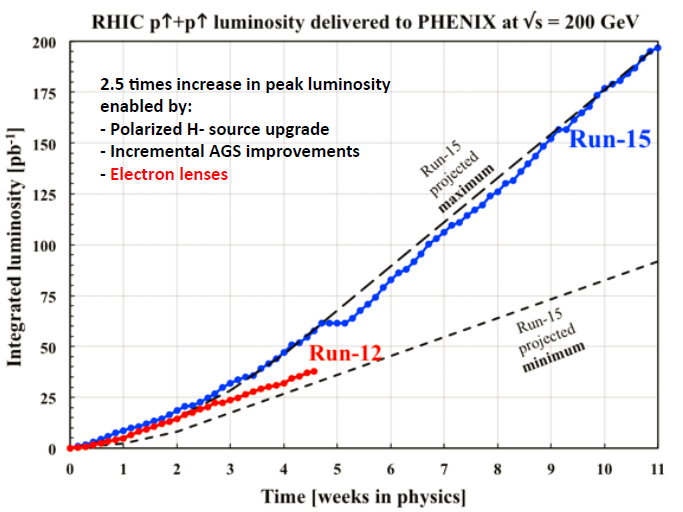 RHIC p↑+p↑ luminosity delivered to PHENIX at √s = 200 GeV
2.5 times increase in peak luminosity
enabled by:
- Polarized H- source upgrade
- Incremental AGS improvements
- Electron lenses
Integrated luminosity [pb⁻¹]
200
175
150
125
100
75
50
25
0
Run-15
projected
maximum
Run-15
Run-12
Run-15
projected
minimum
0 1 2 3 4 5 6 7 8 9 10 11
Time [weeks in physics]